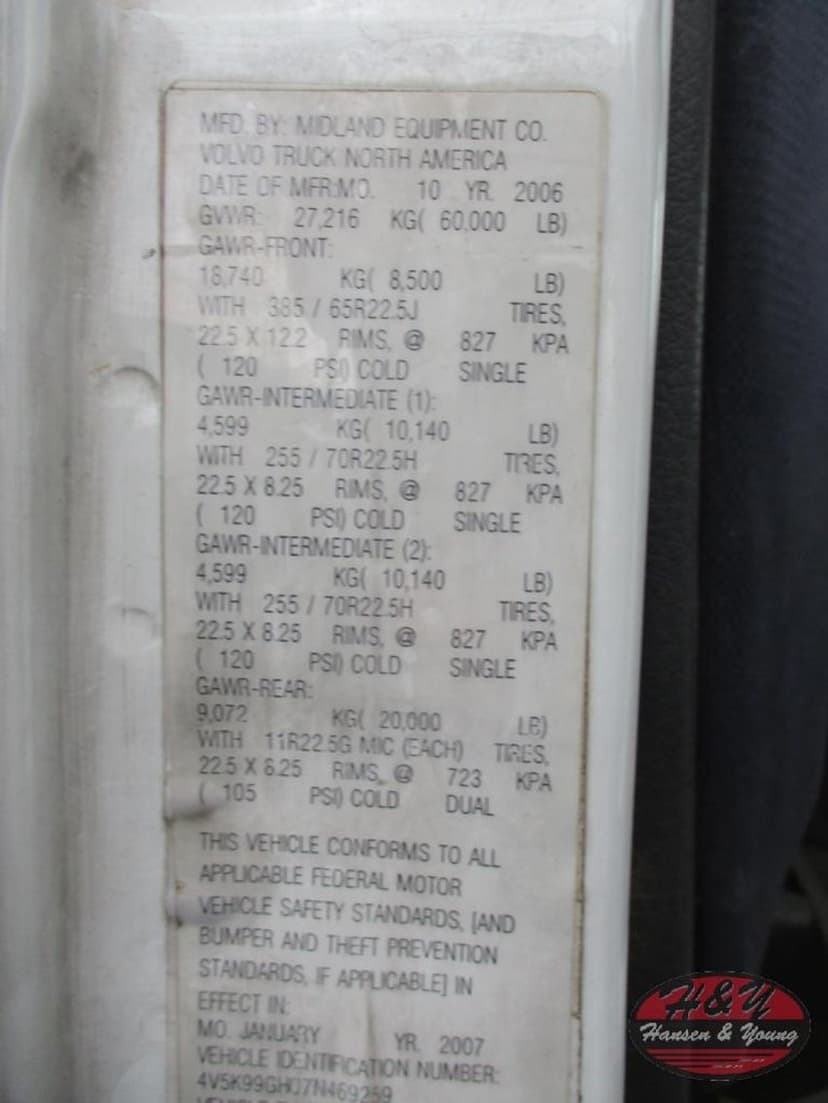 MFD. BY: MIDLAND EQUIPMENT CO.
VOLVO TRUCK NORTH AMERICA
DATE OF MFR:MO. 10 YR. 2006
GVWR: 27,216 KG( 60.000 LB)
GAWR-FRONT:
18,740 KG( 8,500 LB)
WITH 385 / 65R22.5J TIRES,
22.5 X 12.2 RIMS, @ 827 KPA
( 120 PSI) COLD SINGLE
GAWR-INTERMEDIATE (1):
4,599 KG( 10,140 LB)
WITH 255 / 70R22.5H TIRES,
22.5 X 8.25 RIMS, @ 827 KPA
( 120 PSI) COLD SINGLE
GAWR-INTERMEDIATE (2):
4,599 KG( 10,140 LB)
WITH 255 / 70R22.5H TIRES,
22.5 X 8.25 RIMS, @ 827 KPA
( 120 PSI) COLD SINGLE
GAWR-REAR:
9,072 KG( 20,000 LB)
WITH 11R22.5G MIC (EACH) TIRES,
22.5 X 8.25 RIMS, @ 723 KPA
( 105 PSI) COLD DUAL
THIS VEHICLE CONFORMS TO ALL
APPLICABLE FEDERAL MOTOR
VEHICLE SAFETY STANDARDS, [AND
BUMPER AND THEFT PREVENTION
STANDARDS, IF APPLICABLE] IN
EFFECT IN:
MO. JANUARY YR. 2007
VEHICLE IDENTIFICATION NUMBER:
4V5K99GH07N469259
VEHICLE
H&Y
Hansen & Young